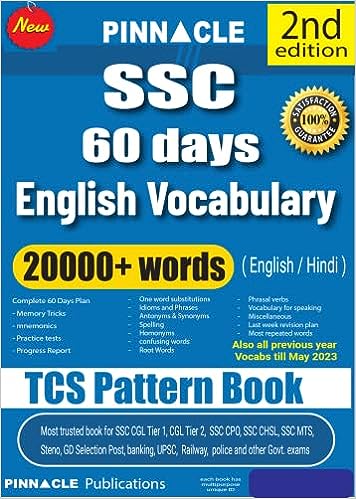 New
PINNACLE
2nd
edition
SSC
SATISFACTION
100%
GUARANTEE
60 days
English Vocabulary
20000+ words
( English / Hindi )
Complete 60 Days Plan
- Memory Tricks
- mnemonics
- Practice tests
- Progress Report
• One word substitutions
• Idioms and Phrases
• Antonyms & Synonyms
• Spelling
• Homonyms
• confusing words
• Root Words
• Phrasal verbs
• Vocabulary for speaking
• Miscellaneous
• Last week revision plan
• Most repeated words
Also all previous year
Vocabs till May 2023
TCS Pattern Book
Most trusted book for SSC CGL Tier 1, CGL Tier 2, SSC CPO, SSC CHSL, SSC MTS,
Steno, GD Selection Post, banking, UPSC, Railway, police and other Govt. exams
PINNACLE Publications
each book has
multipurpose
unique ID